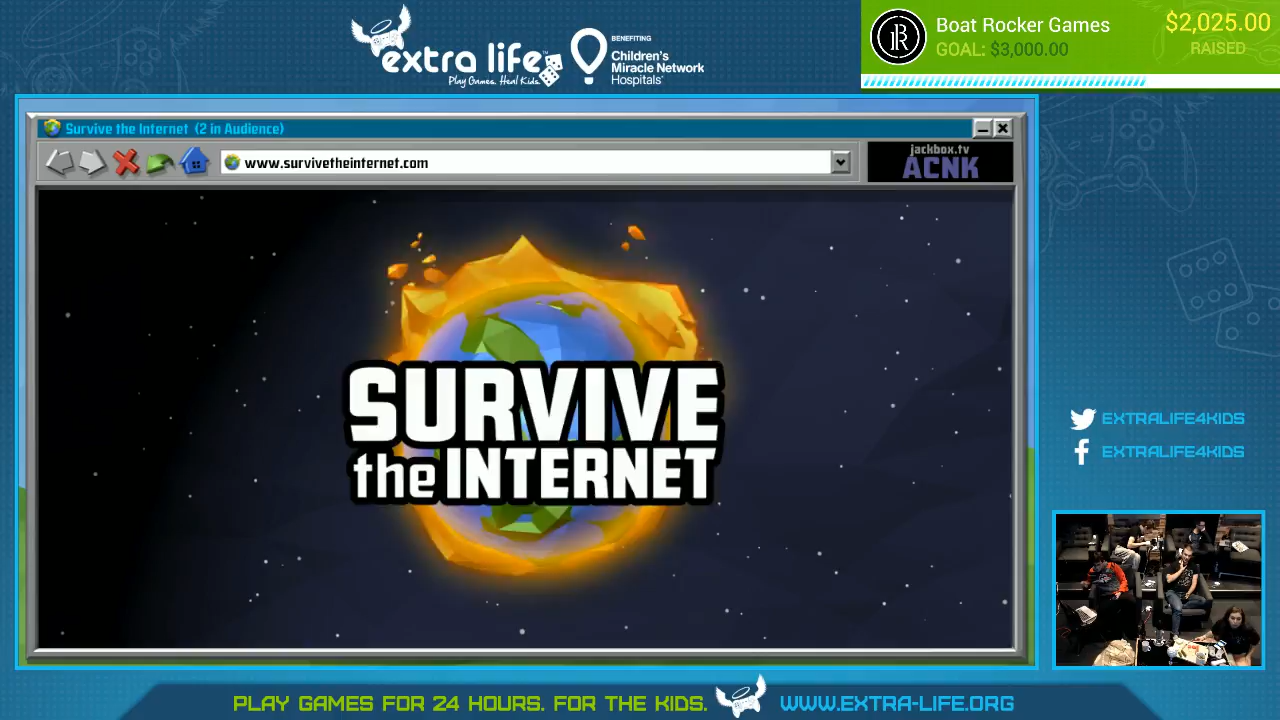 extra life™
Play Games. Heal Kids.
BENEFITING
Children's
Miracle Network
Hospitals
Boat Rocker Games
GOAL: $3,000.00
$2,025.00
RAISED
Survive the Internet (2 in Audience)
www.survivetheinternet.com
jackbox.tv
ACNK
SURVIVE
the INTERNET
EXTRALIFE4KIDS
EXTRALIFE4KIDS
PLAY GAMES FOR 24 HOURS. FOR THE KIDS.
WWW.EXTRA-LIFE.ORG